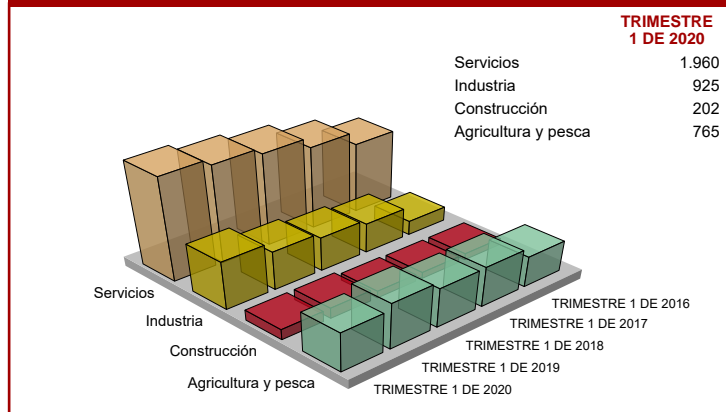 TRIMESTRE
1 DE 2020
Servicios 1.960
Industria 925
Construcción 202
Agricultura y pesca 765
Servicios
Industria
Construcción
Agricultura y pesca
TRIMESTRE 1 DE 2016
TRIMESTRE 1 DE 2017
TRIMESTRE 1 DE 2018
TRIMESTRE 1 DE 2019
TRIMESTRE 1 DE 2020